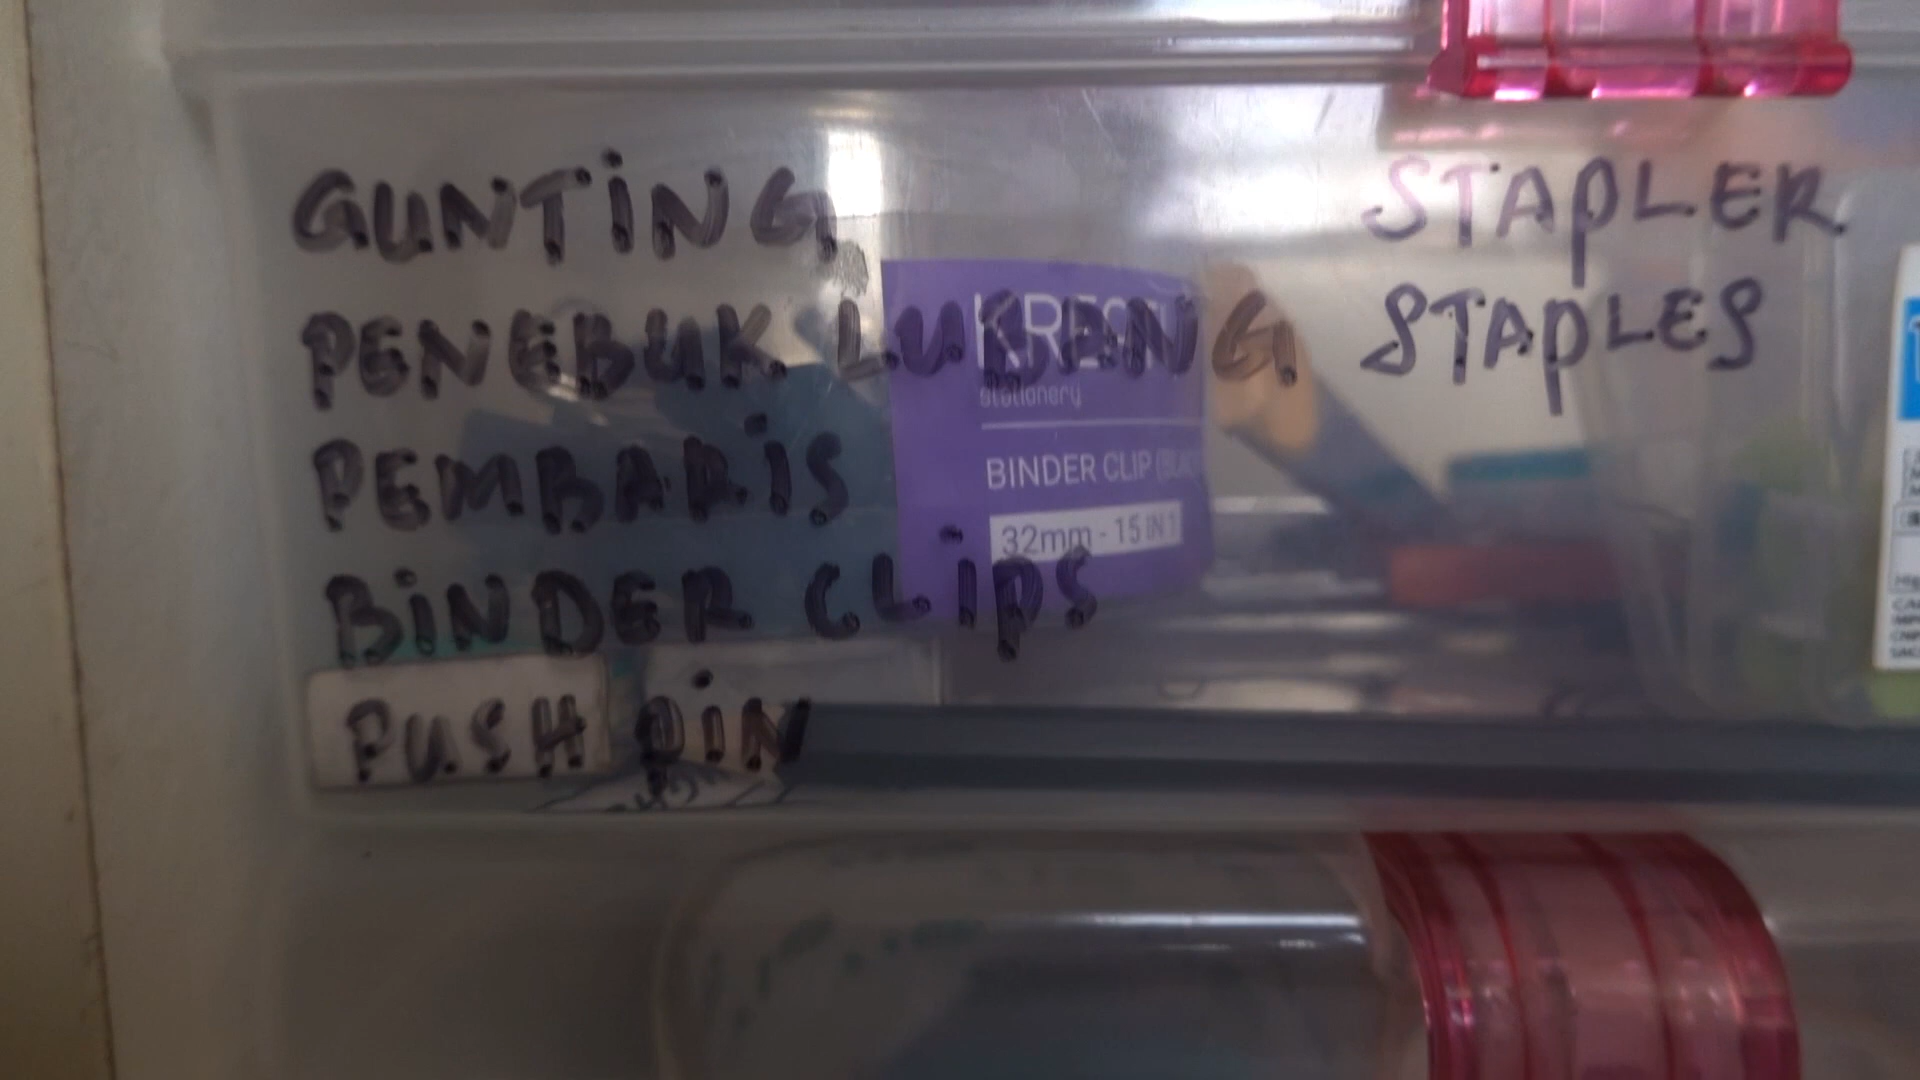 GUNTING
PENEBUK LUBANG
PEMBARIS
BINDER CLIPS
PUSH PIN
STAPLER
STAPLES
stationery
BINDER CLIP
32mm - 15 IN 1